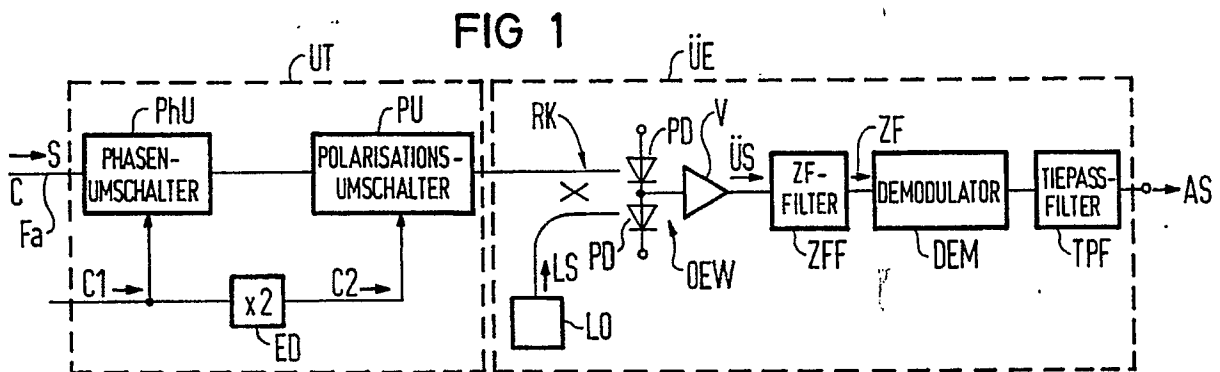 FIG 1
UT
ÜE
PhU
PU
S
C
Fa
PHASEN-
UMSCHALTER
POLARISATIONS-
UMSCHALTER
C1
x2
ED
C2
RK
PD
PD
V
ÜS
OEW
LS
LO
ZF-
FILTER
ZFF
ZF
DEMODULATOR
DEM
TIEPASS-
FILTER
TPF
AS